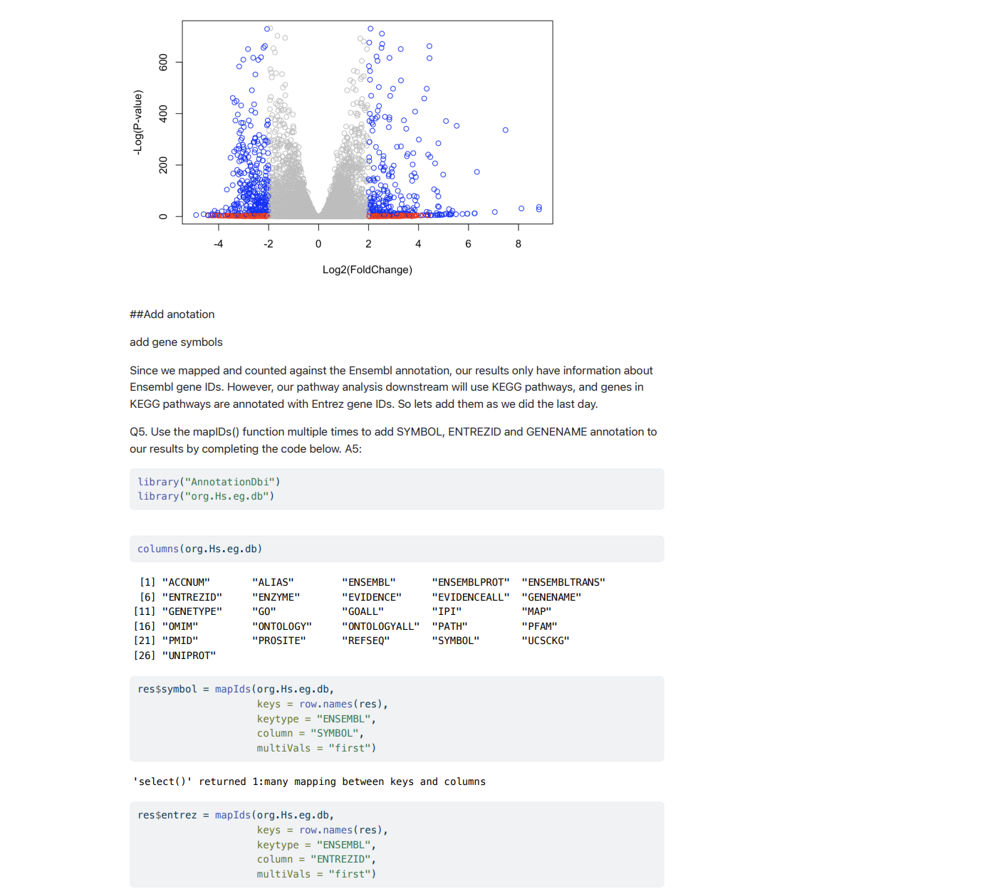 600
400
200
0
-Log(P-value)
-4 -2 0 2 4 6 8
Log2(FoldChange)
##Add anotation
add gene symbols
Since we mapped and counted against the Ensembl annotation, our results only have information about
Ensembl gene IDs. However, our pathway analysis downstream will use KEGG pathways, and genes in
KEGG pathways are annotated with Entrez gene IDs. So lets add them as we did the last day.
Q5. Use the mapIDs() function multiple times to add SYMBOL, ENTREZID and GENENAME annotation to
our results by completing the code below. A5:
library("AnnotationDbi")
library("org.Hs.eg.db")
columns(org.Hs.eg.db)
[1] "ACCNUM" "ALIAS" "ENSEMBL" "ENSEMBLPROT" "ENSEMBLTRANS"
[6] "ENTREZID" "ENZYME" "EVIDENCE" "EVIDENCEALL" "GENENAME"
[11] "GENETYPE" "GO" "GOALL" "IPI" "MAP"
[16] "OMIM" "ONTOLOGY" "ONTOLOGYALL" "PATH" "PFAM"
[21] "PMID" "PROSITE" "REFSEQ" "SYMBOL" "UCSCKG"
[26] "UNIPROT"
res$symbol = mapIds(org.Hs.eg.db,
keys = row.names(res),
keytype = "ENSEMBL",
column = "SYMBOL",
multiVals = "first")
'select()' returned 1:many mapping between keys and columns
res$entrez = mapIds(org.Hs.eg.db,
keys = row.names(res),
keytype = "ENSEMBL",
column = "ENTREZID",
multiVals = "first")